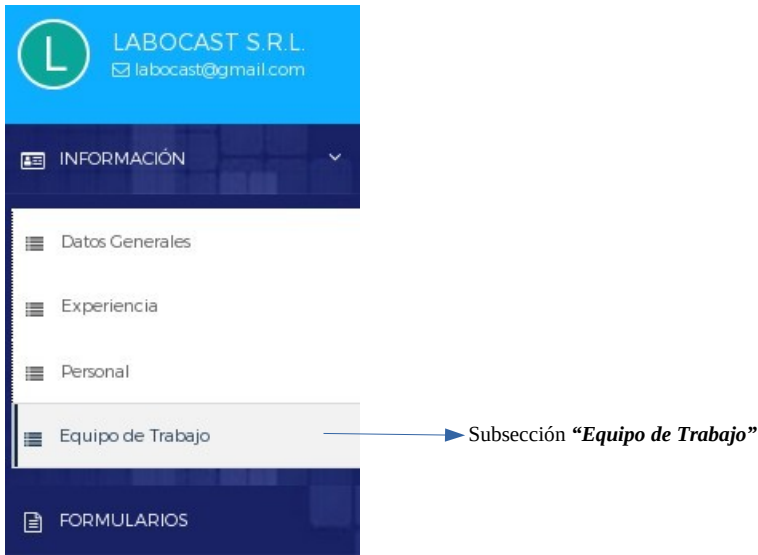 L
LABOCAST S.R.L.
labocast@gmail.com
INFORMACIÓN
Datos Generales
Experiencia
Personal
Equipo de Trabajo
Subsección “Equipo de Trabajo”
FORMULARIOS